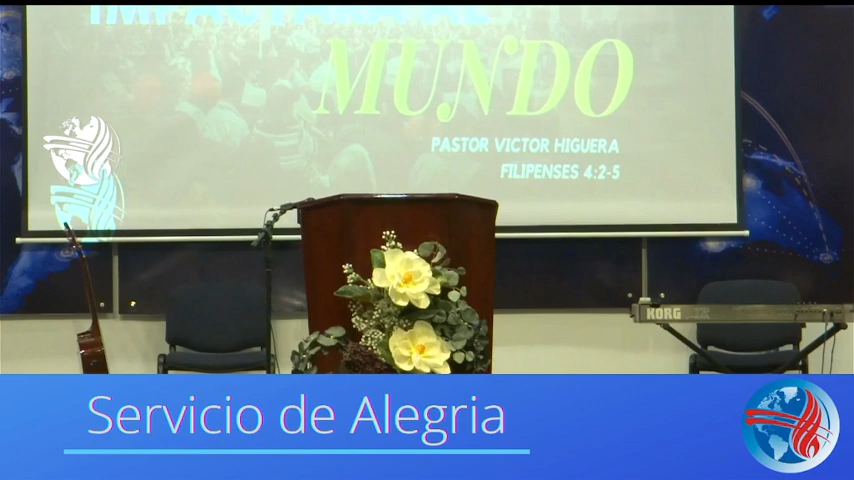 MUNDO
PASTOR VICTOR HIGUERA
FILIPENSES 4:2-5
KORG
Servicio de Alegria